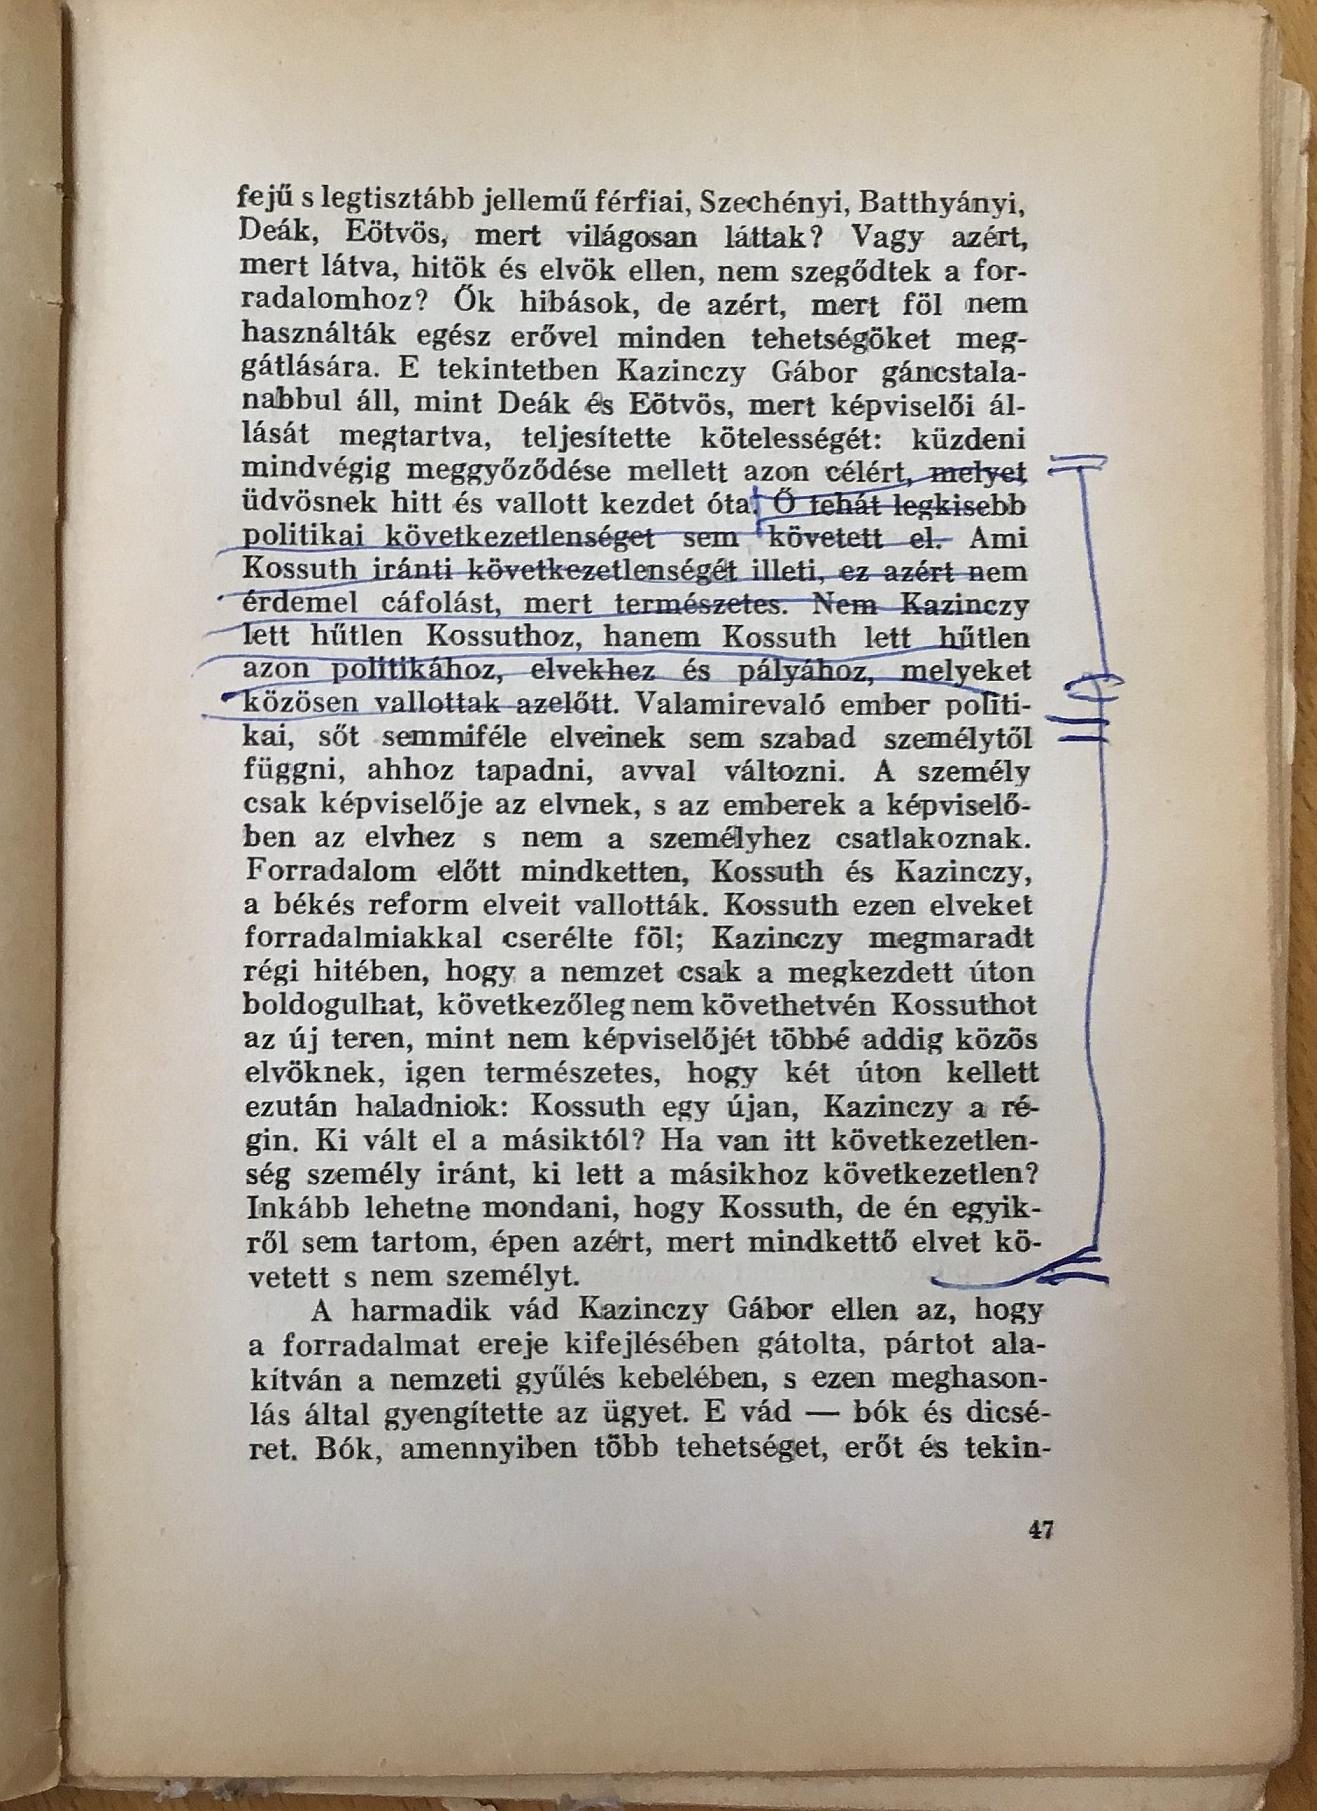 fejű s legtisztább jellemű férfiai, Szechényi, Batthyányi,
Deák, Eötvös, mert világosan láttak? Vagy azért,
mert látva, hitök és elvök ellen, nem szegődtek a for-
radalomhoz? Ők hibások, de azért, mert föl nem
használták egész erővel minden tehetségöket meg-
gátlására. E tekintetben Kazinczy Gábor gáncstala-
nabbul áll, mint Deák és Eötvös, mert képviselői ál-
lását megtartva, teljesítette kötelességét: küzdeni
mindvégig meggyőződése mellett azon célért, melyet
üdvösnek hitt és vallott kezdet óta. Ő tehát legkisebb
politikai következetlenséget sem követett el. Ami
Kossuth iránti következetlenségét illeti, ez azért nem
érdemel cáfolást, mert természetes. Nem Kazinczy
lett hűtlen Kossuthoz, hanem Kossuth lett hűtlen
azon politikához, elvekhez és pályához, melyeket
közösen vallottak azelőtt. Valamirevaló ember politi-
kai, sőt semmiféle elveinek sem szabad személytől
függni, ahhoz tapadni, avval változni. A személy
csak képviselője az elvnek, s az emberek a képviselő-
ben az elvhez s nem a személyhez csatlakoznak.
Forradalom előtt mindketten, Kossuth és Kazinczy,
a békés reform elveit vallották. Kossuth ezen elveket
forradalmiakkal cserélte föl; Kazinczy megmaradt
régi hitében, hogy a nemzet csak a megkezdett úton
boldogulhat, következőleg nem követhetvén Kossuthot
az új teren, mint nem képviselőjét többé addig közös
elvöknek, igen természetes, hogy két úton kellett
ezután haladniok: Kossuth egy újan, Kazinczy a ré-
gin. Ki vált el a másiktól? Ha van itt következetlen-
ség személy iránt, ki lett a másikhoz következetlen?
Inkább lehetne mondani, hogy Kossuth, de én egyik-
ről sem tartom, épen azért, mert mindkettő elvet kö-
vetett s nem személyt.
A harmadik vád Kazinczy Gábor ellen az, hogy
a forradalmat ereje kifejlésében gátolta, pártot ala-
kítván a nemzeti gyűlés kebelében, s ezen meghason-
lás által gyengítette az ügyet. E vád — bók és dicsé-
ret. Bók, amennyiben több tehetséget, erőt és tekin-
47